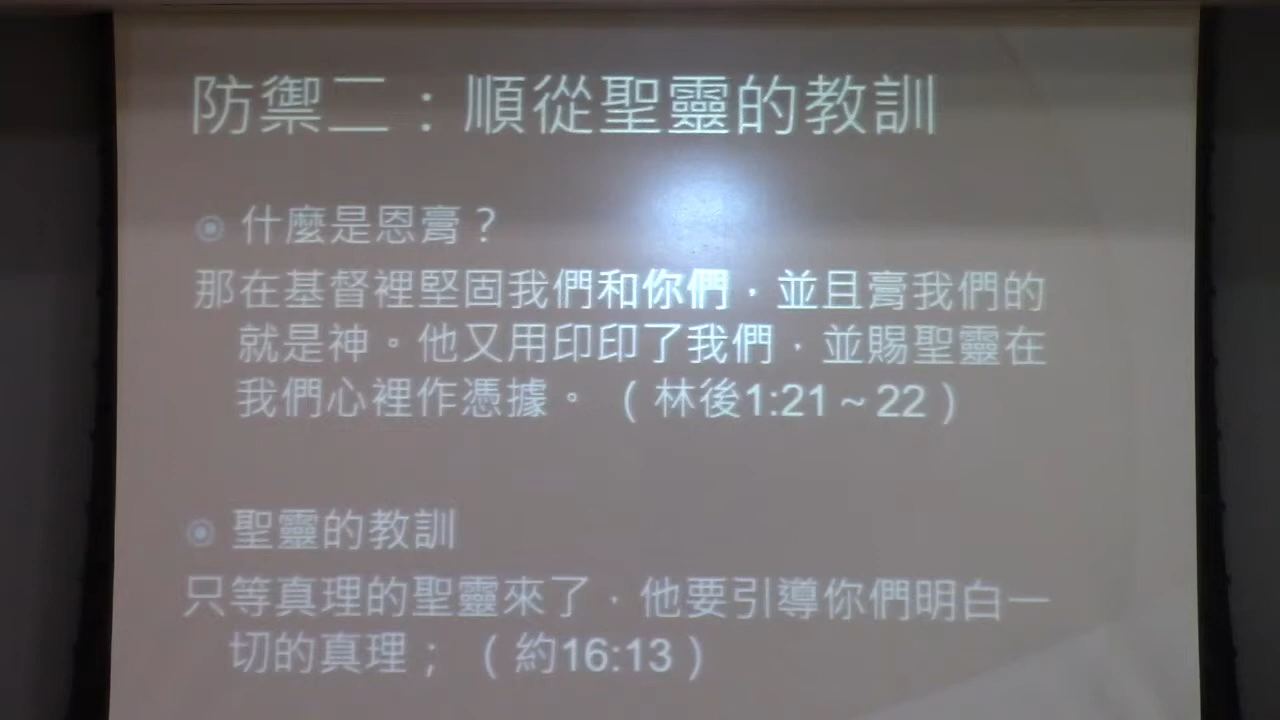 防禦二：順從聖靈的教訓
什麼是恩膏？
那在基督裡堅固我們和你們，並且膏我們的
就是神。他又用印印了我們，並賜聖靈在
我們心裡作憑據。（林後1:21～22）
聖靈的教訓
只等真理的聖靈來了，他要引導你們明白一
切的真理；（約16:13）